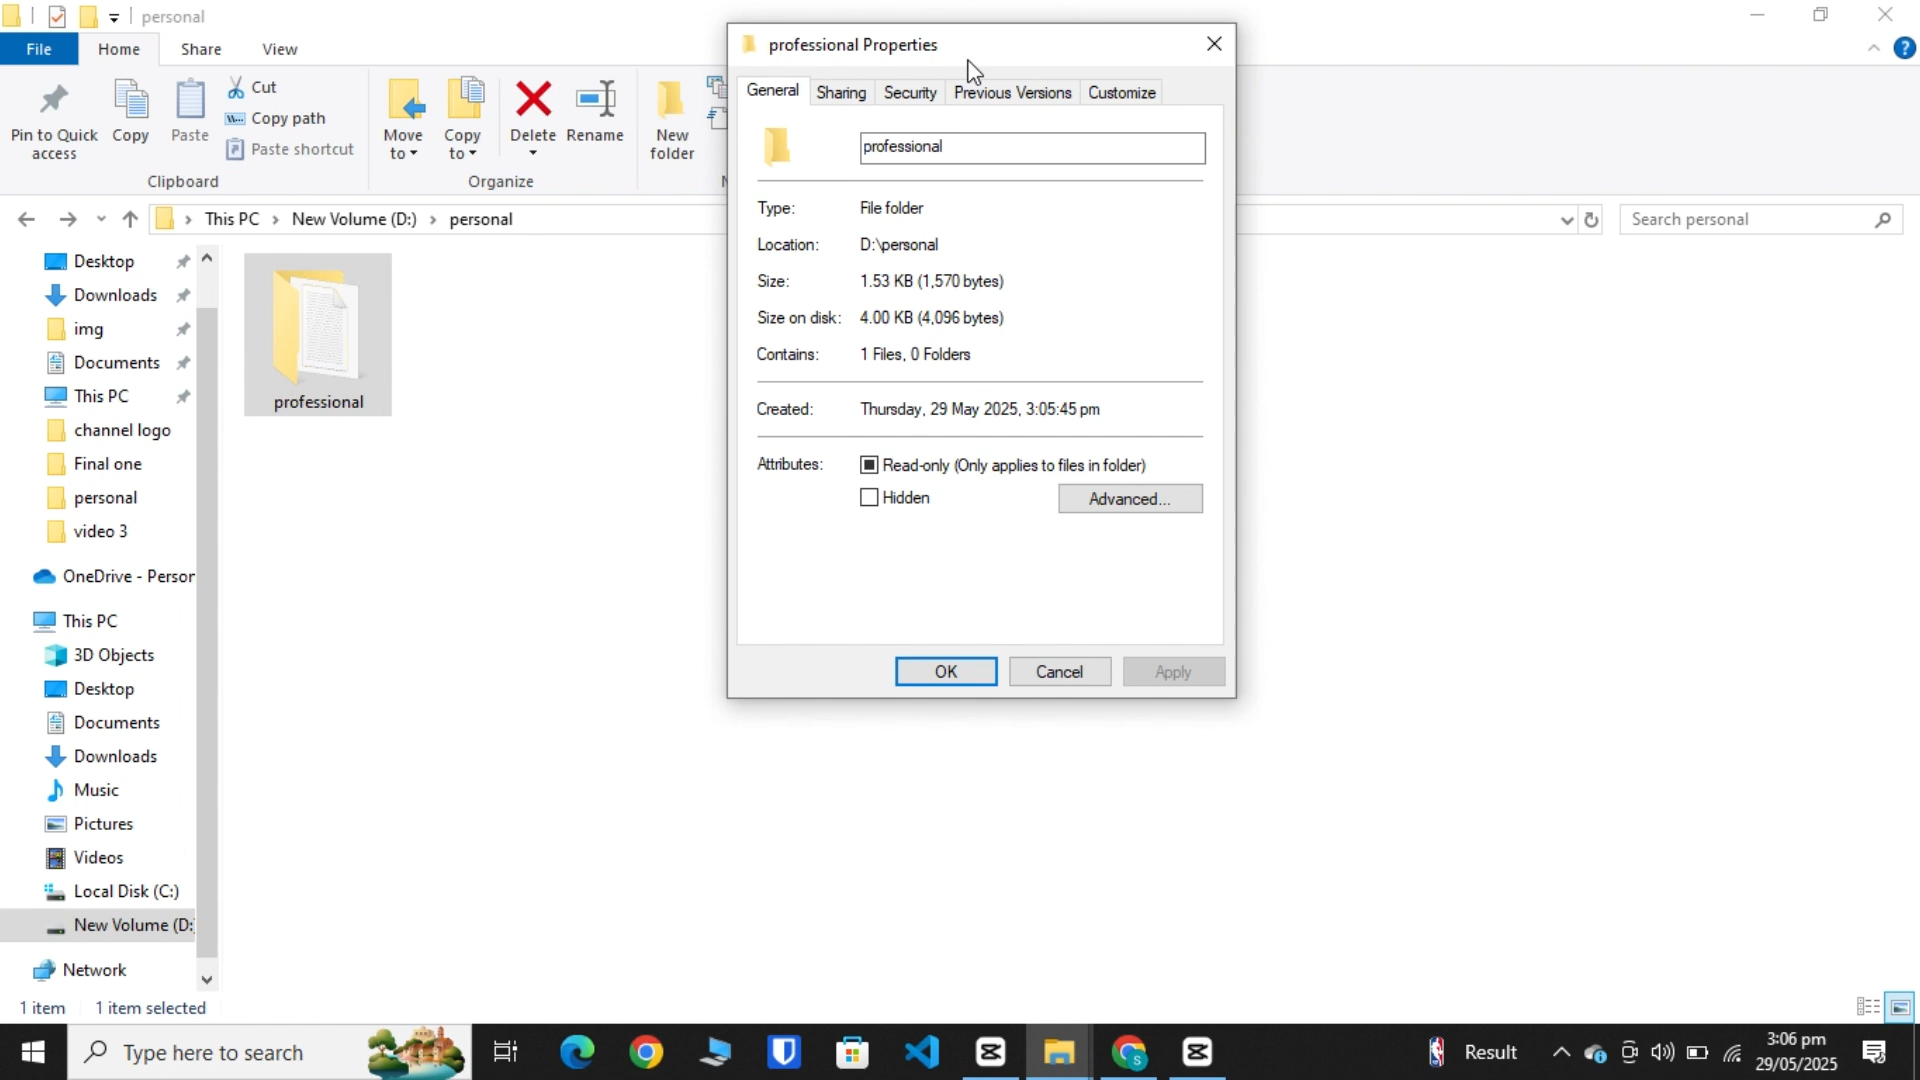 personal
File
Home
Share
View
Pin to Quick access
Copy
Paste
Cut
Copy path
Paste shortcut
Clipboard
Move to
Copy to
Delete
Rename
Organize
New folder
This PC
New Volume (D:)
personal
Search personal
Desktop
Downloads
img
Documents
This PC
channel logo
Final one
personal
video 3
OneDrive - Person
This PC
3D Objects
Desktop
Documents
Downloads
Music
Pictures
Videos
Local Disk (C:)
New Volume (D:
Network
professional
professional Properties
General
Sharing
Security
Previous Versions
Customize
professional
Type: File folder
Location: D:\personal
Size: 1.53 KB (1,570 bytes)
Size on disk: 4.00 KB (4,096 bytes)
Contains: 1 Files, 0 Folders
Created: Thursday, 29 May 2025, 3:05:45 pm
Attributes: Read-only (Only applies to files in folder)
Hidden
Advanced...
OK
Cancel
Apply
1 item
1 item selected
Type here to search
Result
3:06 pm
29/05/2025